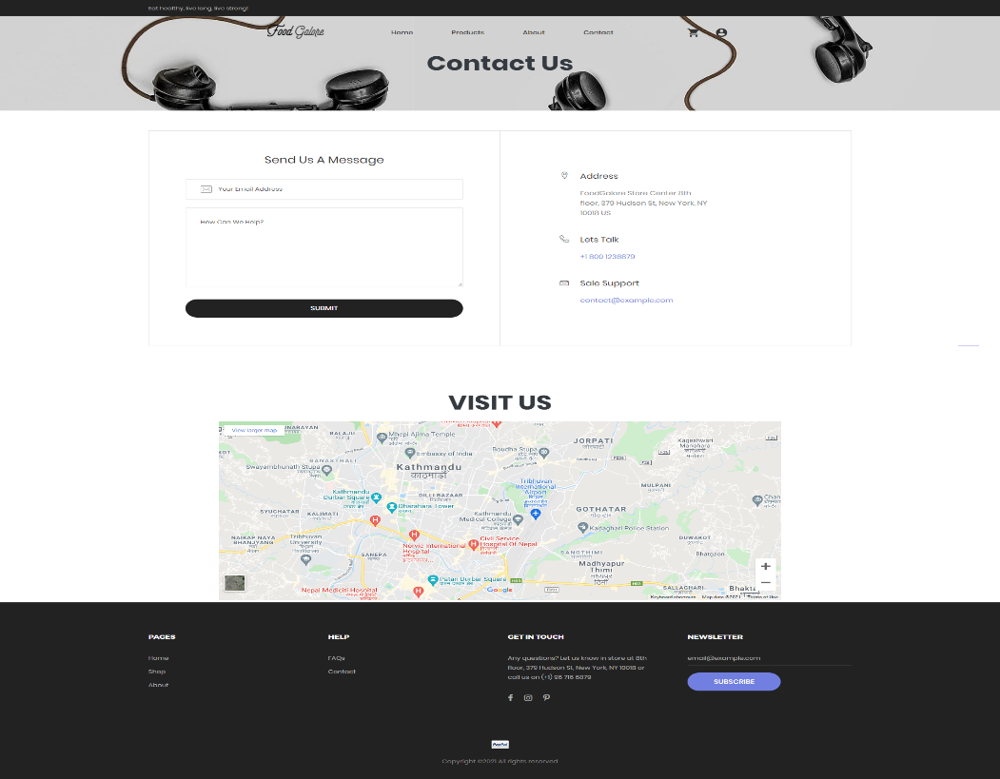 Eat healthy, live long, live strong!
Food Galore
Home
Products
About
Contact
Contact Us
Send Us A Message
Your Email Address
How Can We Help?
SUBMIT
Address
FoodGalore Store Center 8th
floor, 379 Hudson St, New York, NY
10018 US
Lets Talk
+1 800 1236879
Sale Support
contact@example.com
VISIT US
View larger map
BALAJU
Mhepi Ajima Temple
Embassy of India
BANASTHALI
Swayambhunath Stupa
Kathmandu
काठमाडौं
Boudha Stupa
JORPATI
Kageshwari
Manohara
Kathmandu
Durbar Square
DILLI BAZAAR
Dharahara Tower
Tribhuvan
International
Airport
MULPANI
Chan
SYUCHATAR
KALIMATI
Kathmandu
Medical College
GOTHATAR
Kadaghari Police Station
NAIKAP NAYA
BHANJYANG
Tribhuvan
University
SANEPA
Norvic International
Hospital
Civil Service
Hospital Of Nepal
SANOTHIMI
DUWAKOT
Bhatgaon
Madhyapur
Thimi
Patan Durbar Square
Nepal Mediciti Hospital
Google
SALLAGHARI
Keyboard shortcuts
Map data ©2021
Terms of Use
PAGES
Home
Shop
About
HELP
FAQs
Contact
GET IN TOUCH
Any questions? Let us know in store at 8th
floor, 379 Hudson St, New York, NY 10018 or
call us on (+1) 96 716 6879
NEWSLETTER
email@example.com
SUBSCRIBE
PayPal
Copyright ©2021 All rights reserved